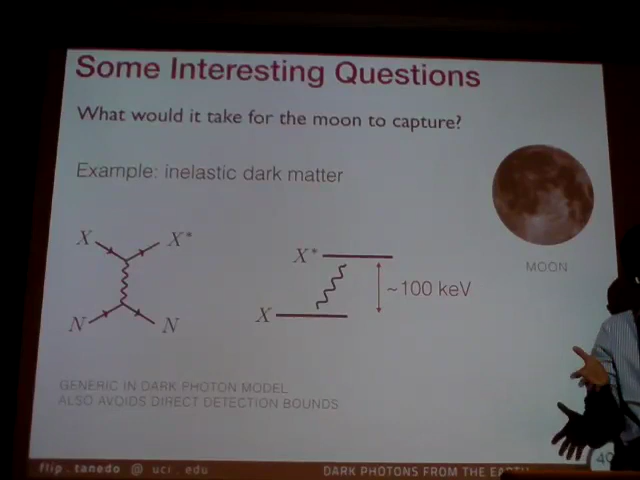 Some Interesting Questions
What would it take for the moon to capture?
Example: inelastic dark matter
X X*
N N
X*
X
~100 keV
MOON
GENERIC IN DARK PHOTON MODEL
ALSO AVOIDS DIRECT DETECTION BOUNDS
flip.tanedo @ uci.edu
DARK PHOTONS FROM THE
40